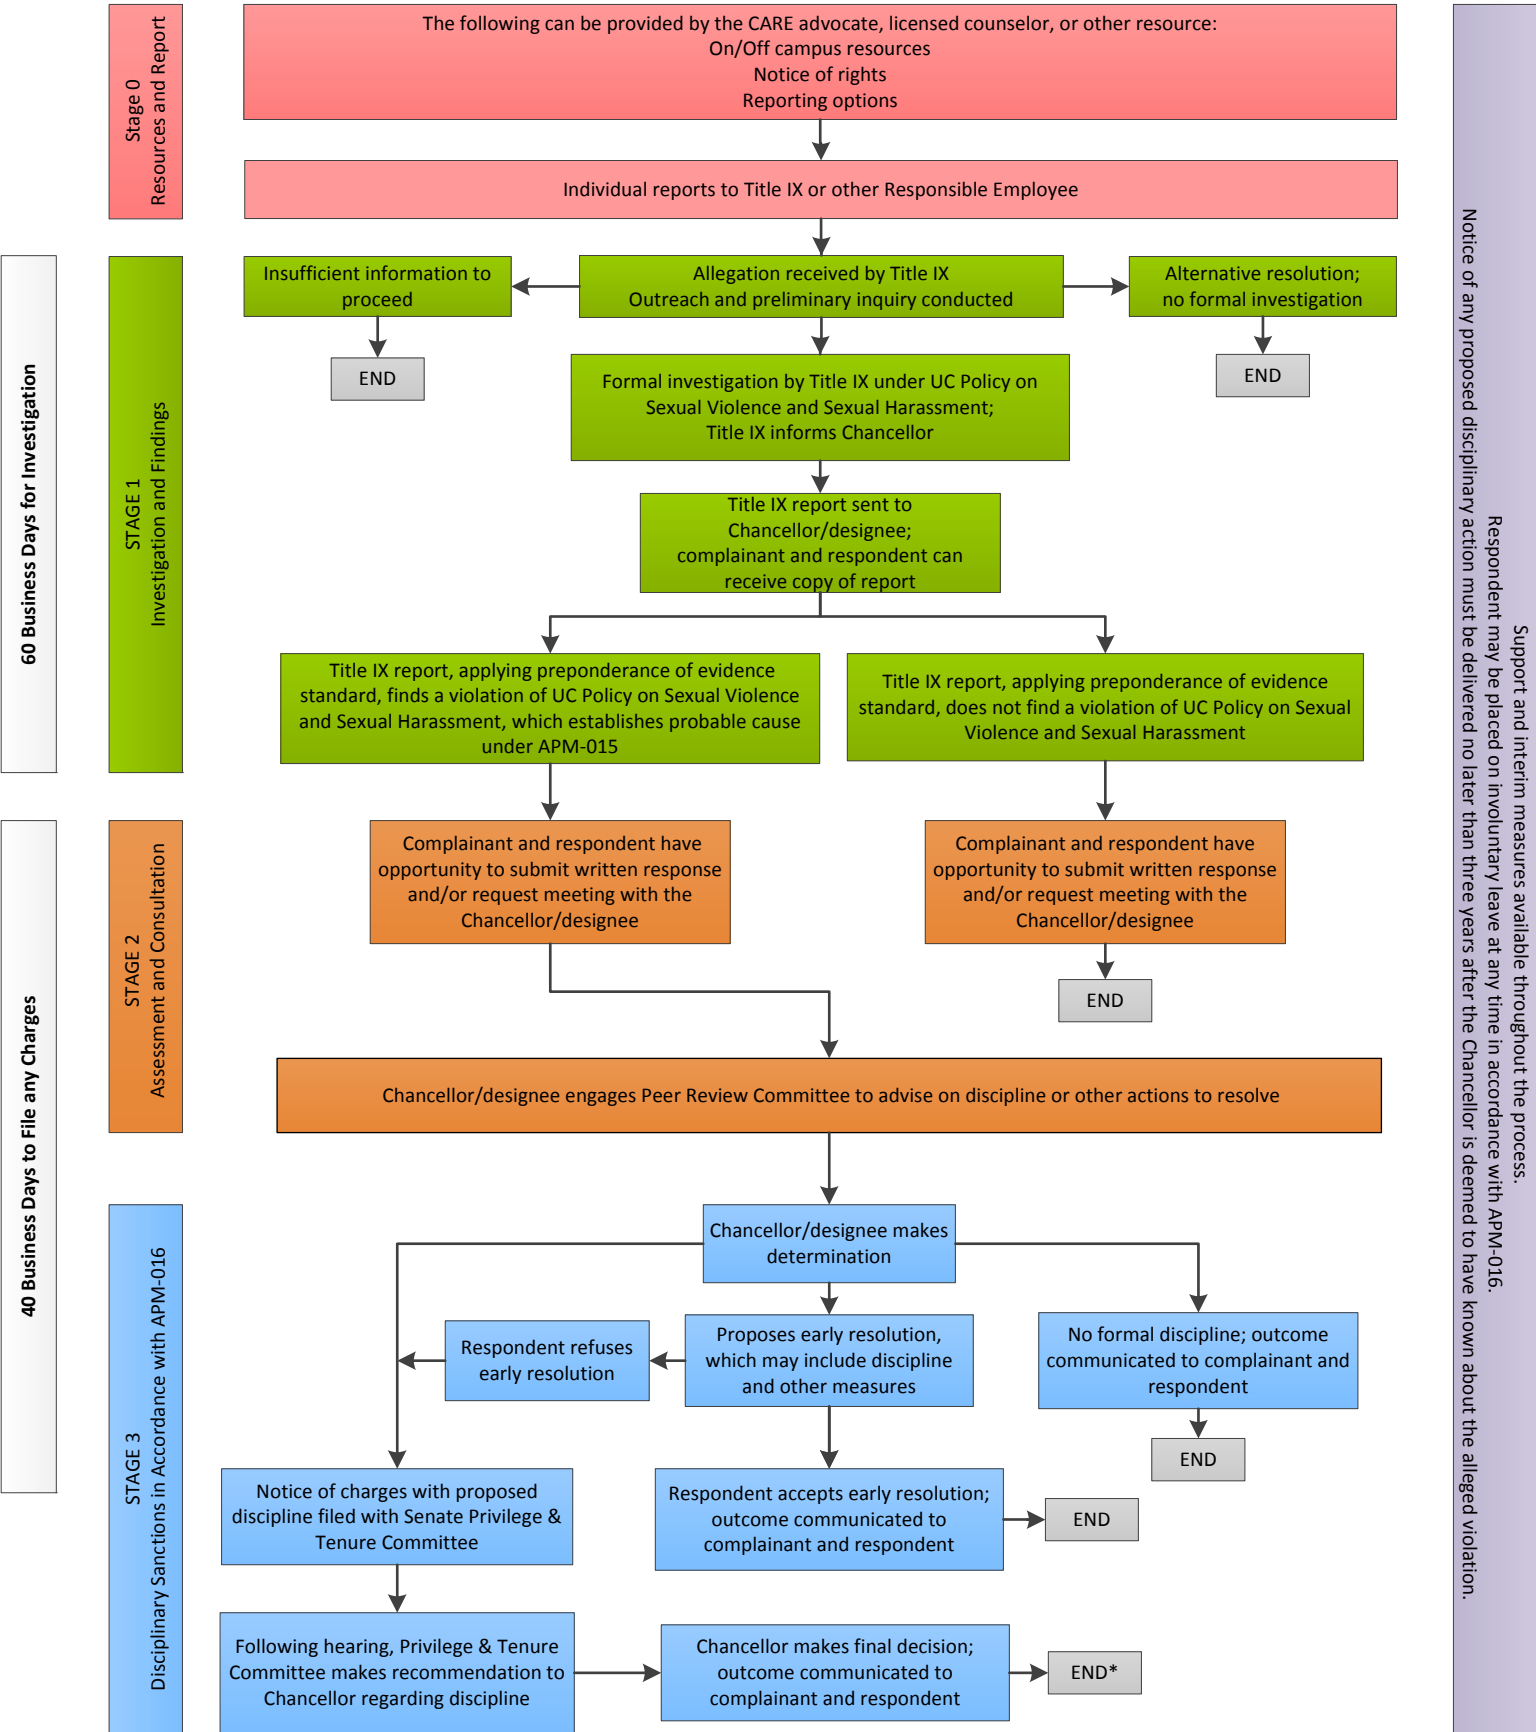 The following can be provided by the CARE advocate, licensed counselor, or other resource:
On/Off campus resources
Notice of rights
Reporting options
Stage 0
Resources and Report
Individual reports to Title IX or other Responsible Employee
60 Business Days for Investigation
STAGE 1
Investigation and Findings
Insufficient information to
proceed
Allegation received by Title IX
Outreach and preliminary inquiry conducted
Alternative resolution;
no formal investigation
END
END
Formal investigation by Title IX under UC Policy on
Sexual Violence and Sexual Harassment;
Title IX informs Chancellor
Title IX report sent to
Chancellor/designee;
complainant and respondent can
receive copy of report
Title IX report, applying preponderance of evidence
standard, finds a violation of UC Policy on Sexual Violence
and Sexual Harassment, which establishes probable cause
under APM-015
Title IX report, applying preponderance of evidence
standard, does not find a violation of UC Policy on Sexual
Violence and Sexual Harassment
40 Business Days to File any Charges
STAGE 2
Assessment and Consultation
Complainant and respondent have
opportunity to submit written response
and/or request meeting with the
Chancellor/designee
Complainant and respondent have
opportunity to submit written response
and/or request meeting with the
Chancellor/designee
END
Chancellor/designee engages Peer Review Committee to advise on discipline or other actions to resolve
STAGE 3
Disciplinary Sanctions in Accordance with APM-016
Chancellor/designee makes
determination
Respondent refuses
early resolution
Proposes early resolution,
which may include discipline
and other measures
No formal discipline; outcome
communicated to complainant and
respondent
END
Notice of charges with proposed
discipline filed with Senate Privilege &
Tenure Committee
Respondent accepts early resolution;
outcome communicated to
complainant and respondent
END
Following hearing, Privilege & Tenure
Committee makes recommendation to
Chancellor regarding discipline
Chancellor makes final decision;
outcome communicated to
complainant and respondent
END*
Support and interim measures available throughout the process.
Respondent may be placed on involuntary leave at any time in accordance with APM-016.
Notice of any proposed disciplinary action must be delivered no later than three years after the Chancellor is deemed to have known about the alleged violation.